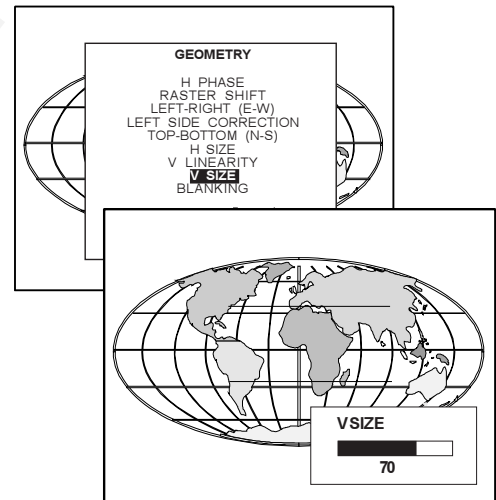 GEOMETRY
H PHASE
RASTER SHIFT
LEFT-RIGHT (E-W)
LEFT SIDE CORRECTION
TOP-BOTTOM (N-S)
H SIZE
V LINEARITY
V SIZE
BLANKING
VSIZE
70